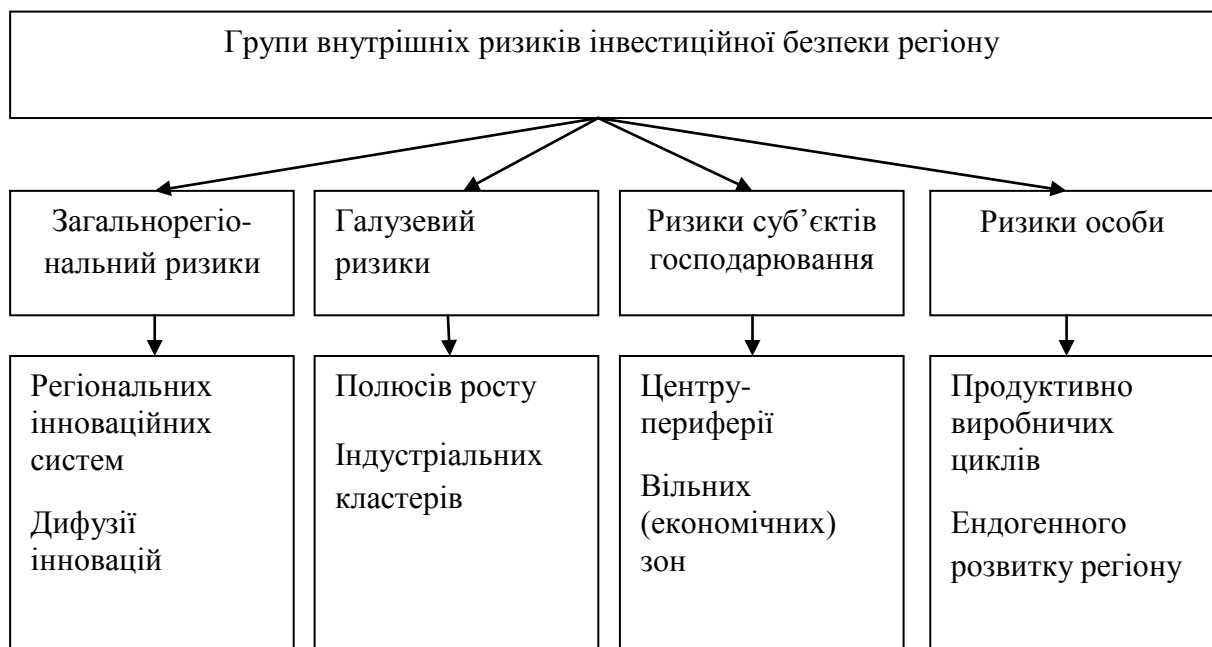 Групи внутрішніх ризиків інвестиційної безпеки регіону
Загальнорегіо-
нальний ризики
Галузевий
ризики
Ризики суб’єктів
господарювання
Ризики особи
Регіональних
інноваційних
систем
Дифузії
інновацій
Полюсів росту
Індустріальних
кластерів
Центру-
периферії
Вільних
(економічних)
зон
Продуктивно
виробничих
циклів
Ендогенного
розвитку регіону